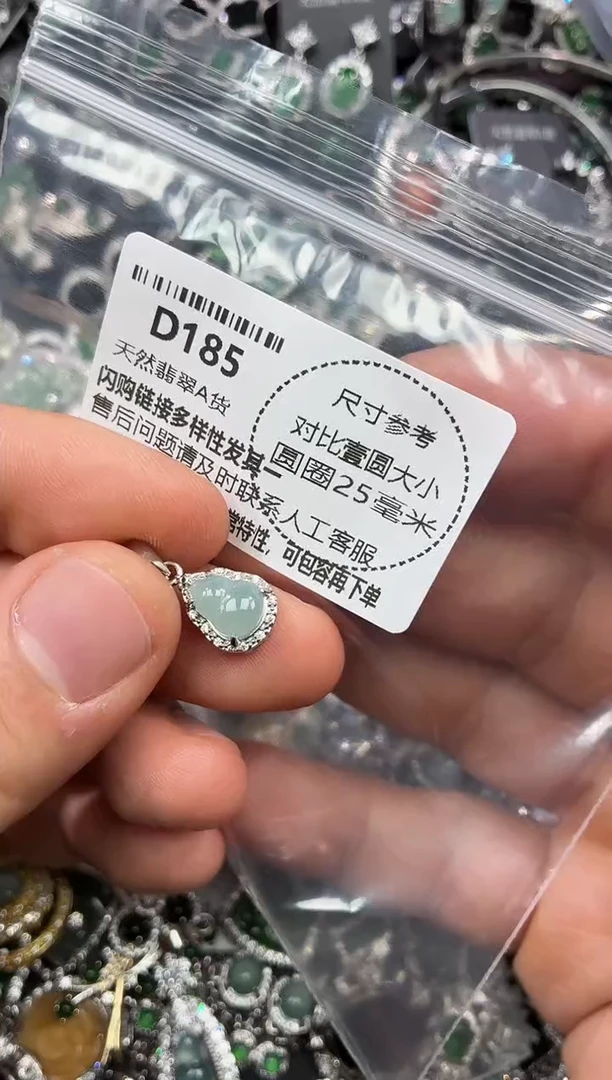 D185
天然翡翠A货
闪购链接多样性发其一
售后问题请及时联系人工客服
常特性，可包容再下单
尺寸参考
对比壹圆大小
圆圈25毫米